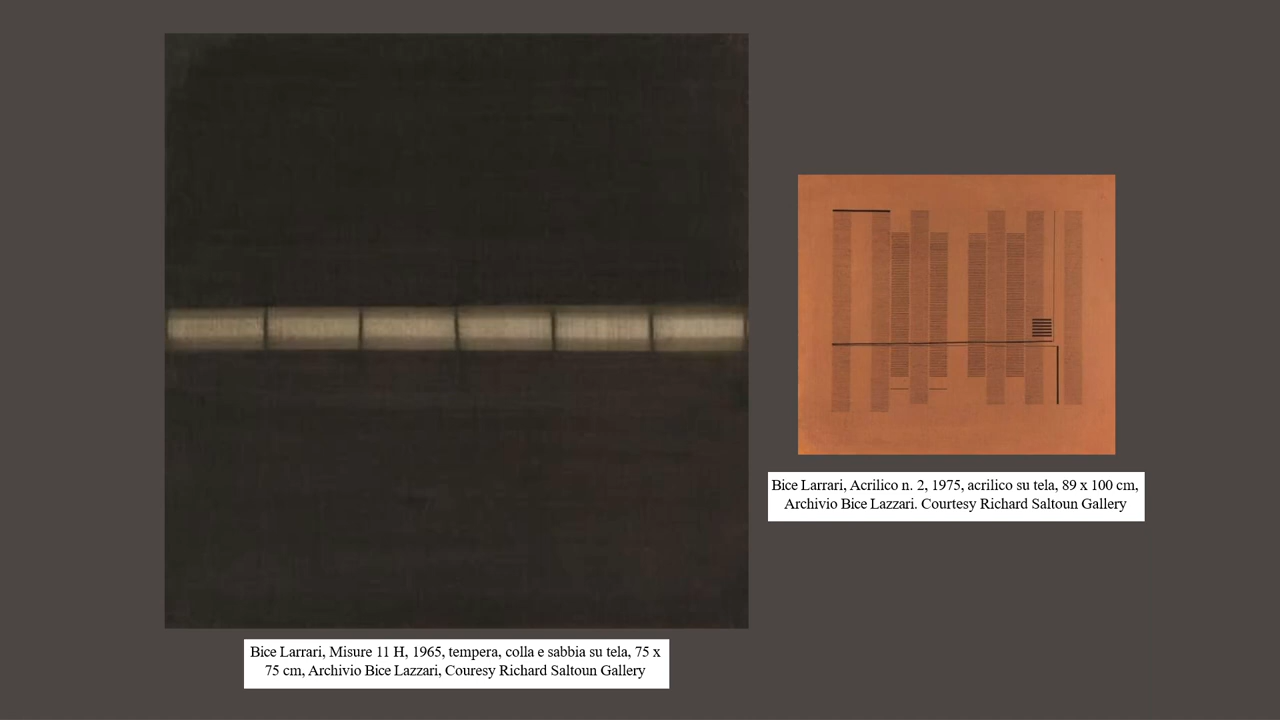 Bice Larrari, Acrilico n. 2, 1975, acrilico su tela, 89 x 100 cm,
Archivio Bice Lazzari. Courtesy Richard Saltoun Gallery
Bice Larrari, Misure 11 H, 1965, tempera, colla e sabbia su tela, 75 x
75 cm, Archivio Bice Lazzari, Couresy Richard Saltoun Gallery